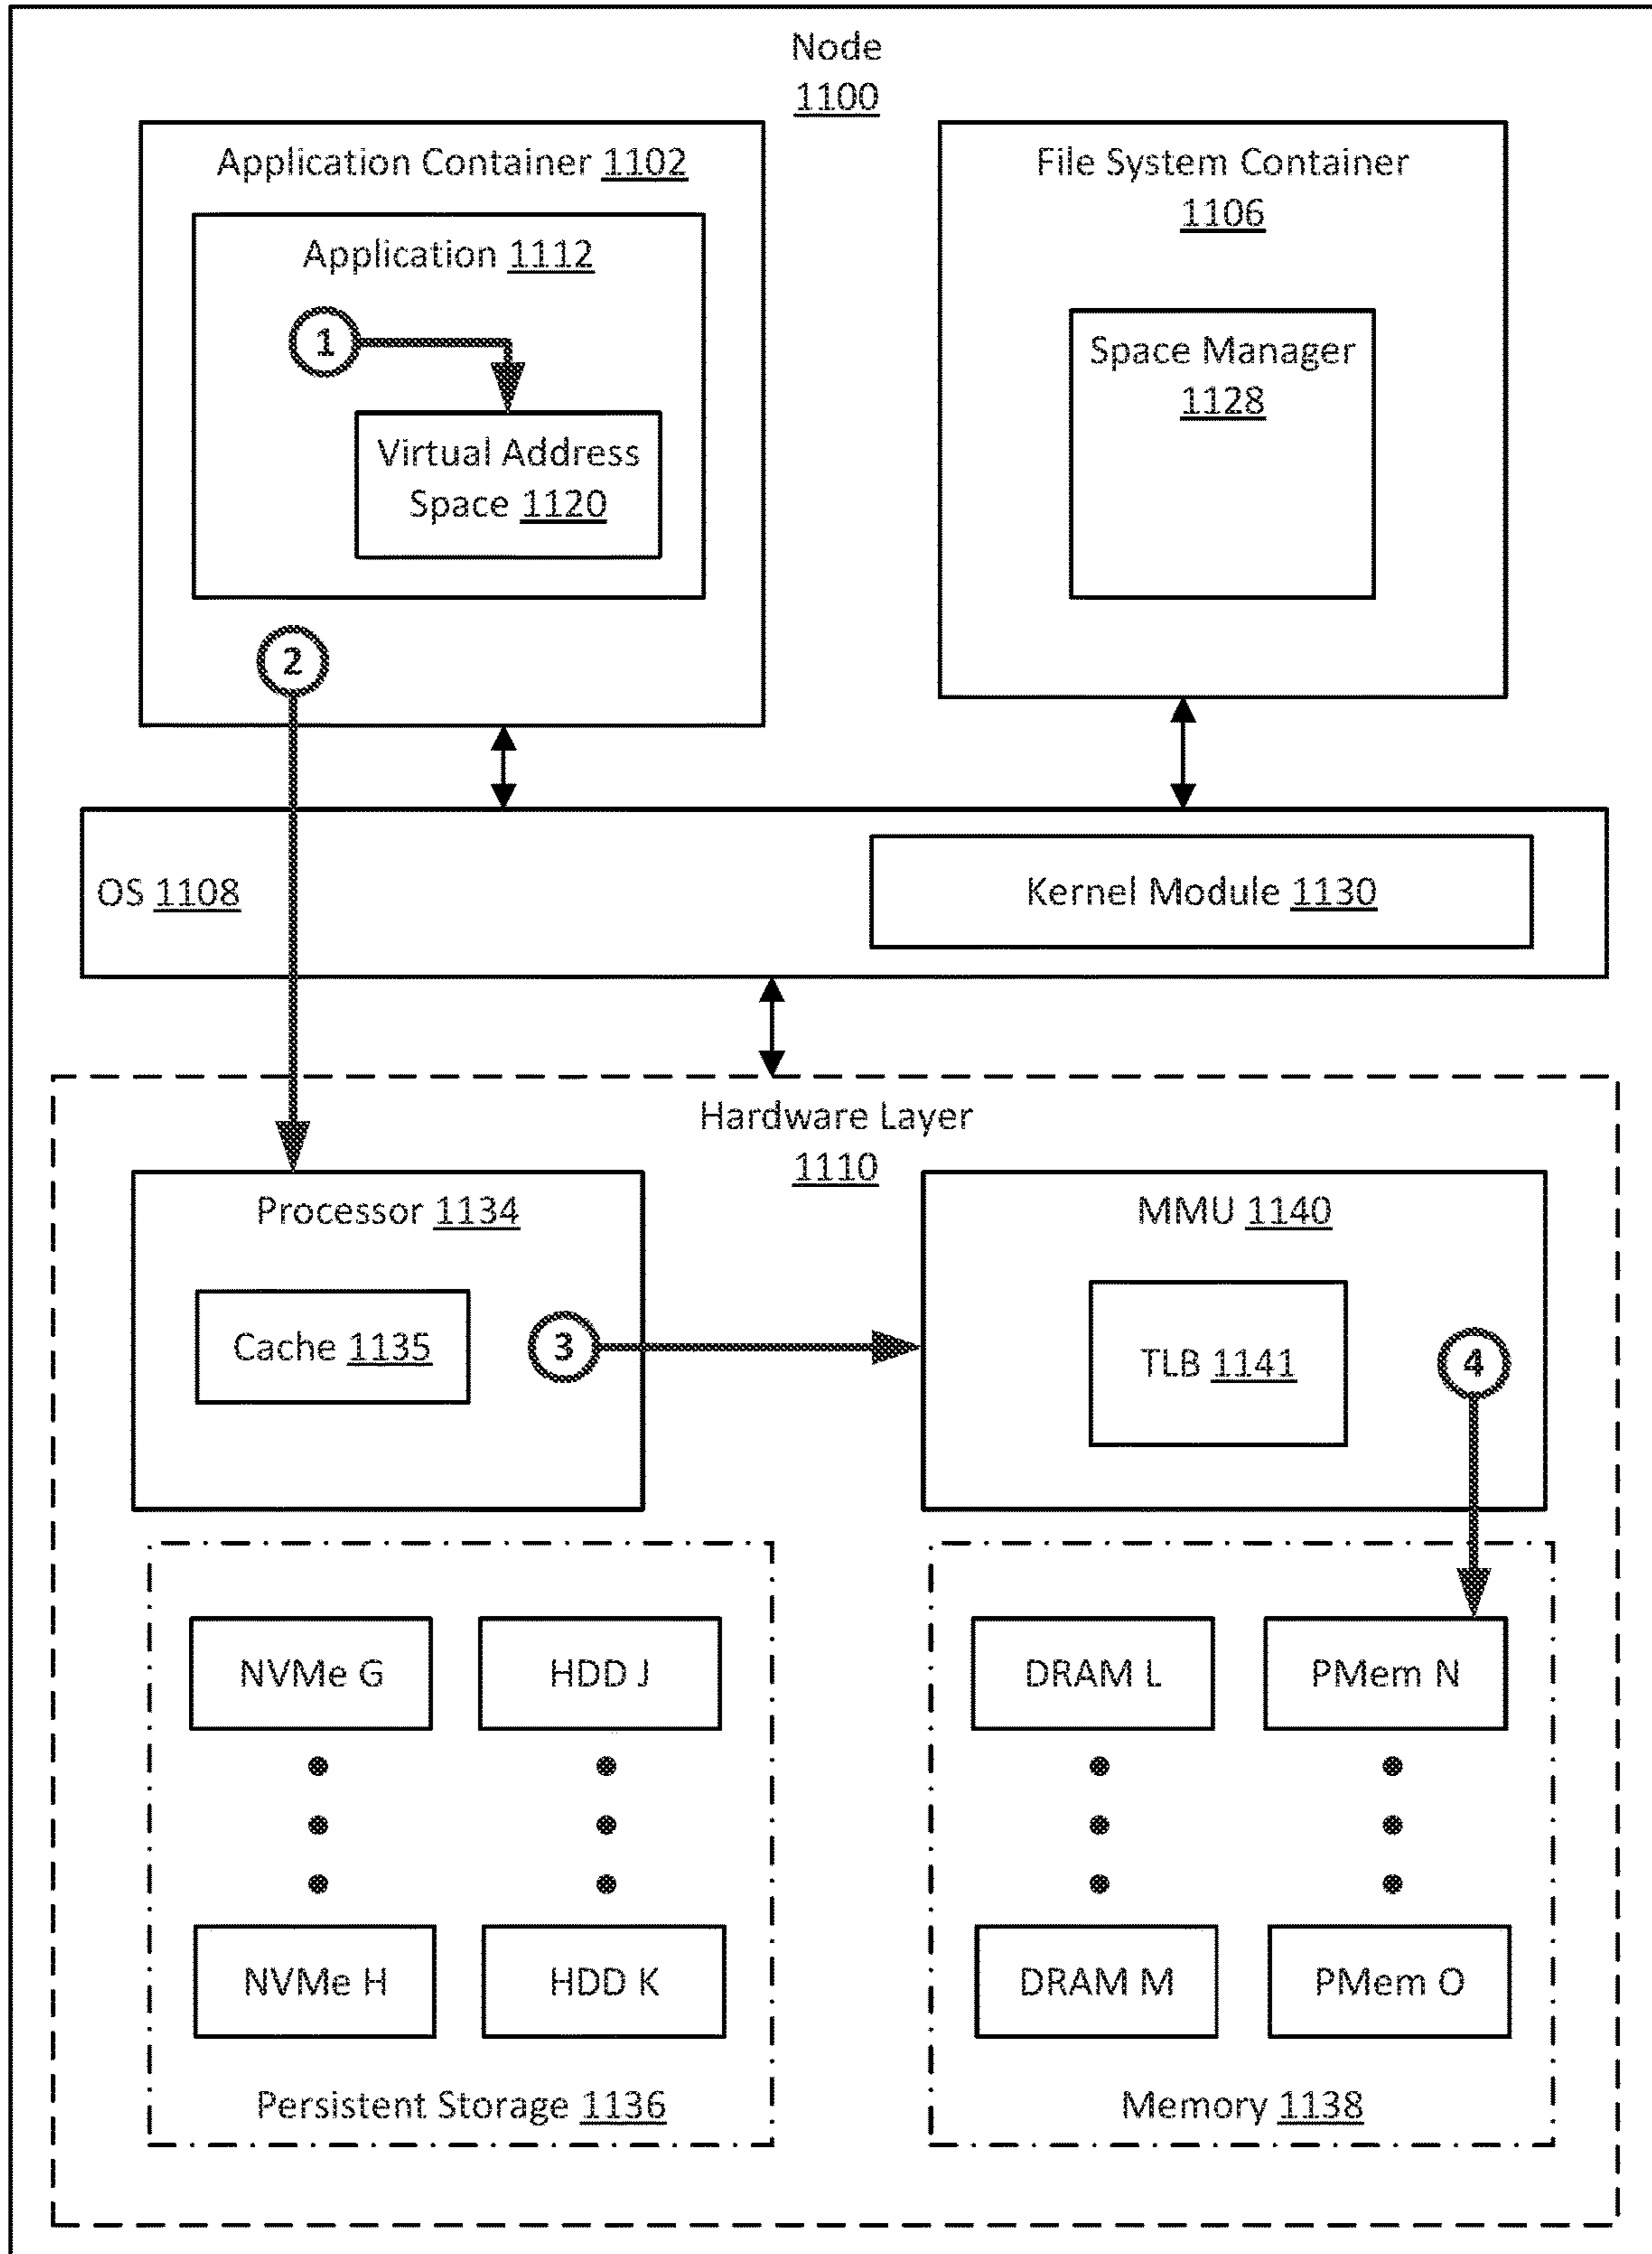 Node
1100
Application Container 1102
Application 1112
1
Virtual Address
Space 1120
2
File System Container
1106
Space Manager
1128
OS 1108
Kernel Module 1130
Hardware Layer
1110
Processor 1134
Cache 1135
3
MMU 1140
TLB 1141
4
NVMe G
HDD J
NVMe H
HDD K
Persistent Storage 1136
DRAM L
PMem N
DRAM M
PMem O
Memory 1138